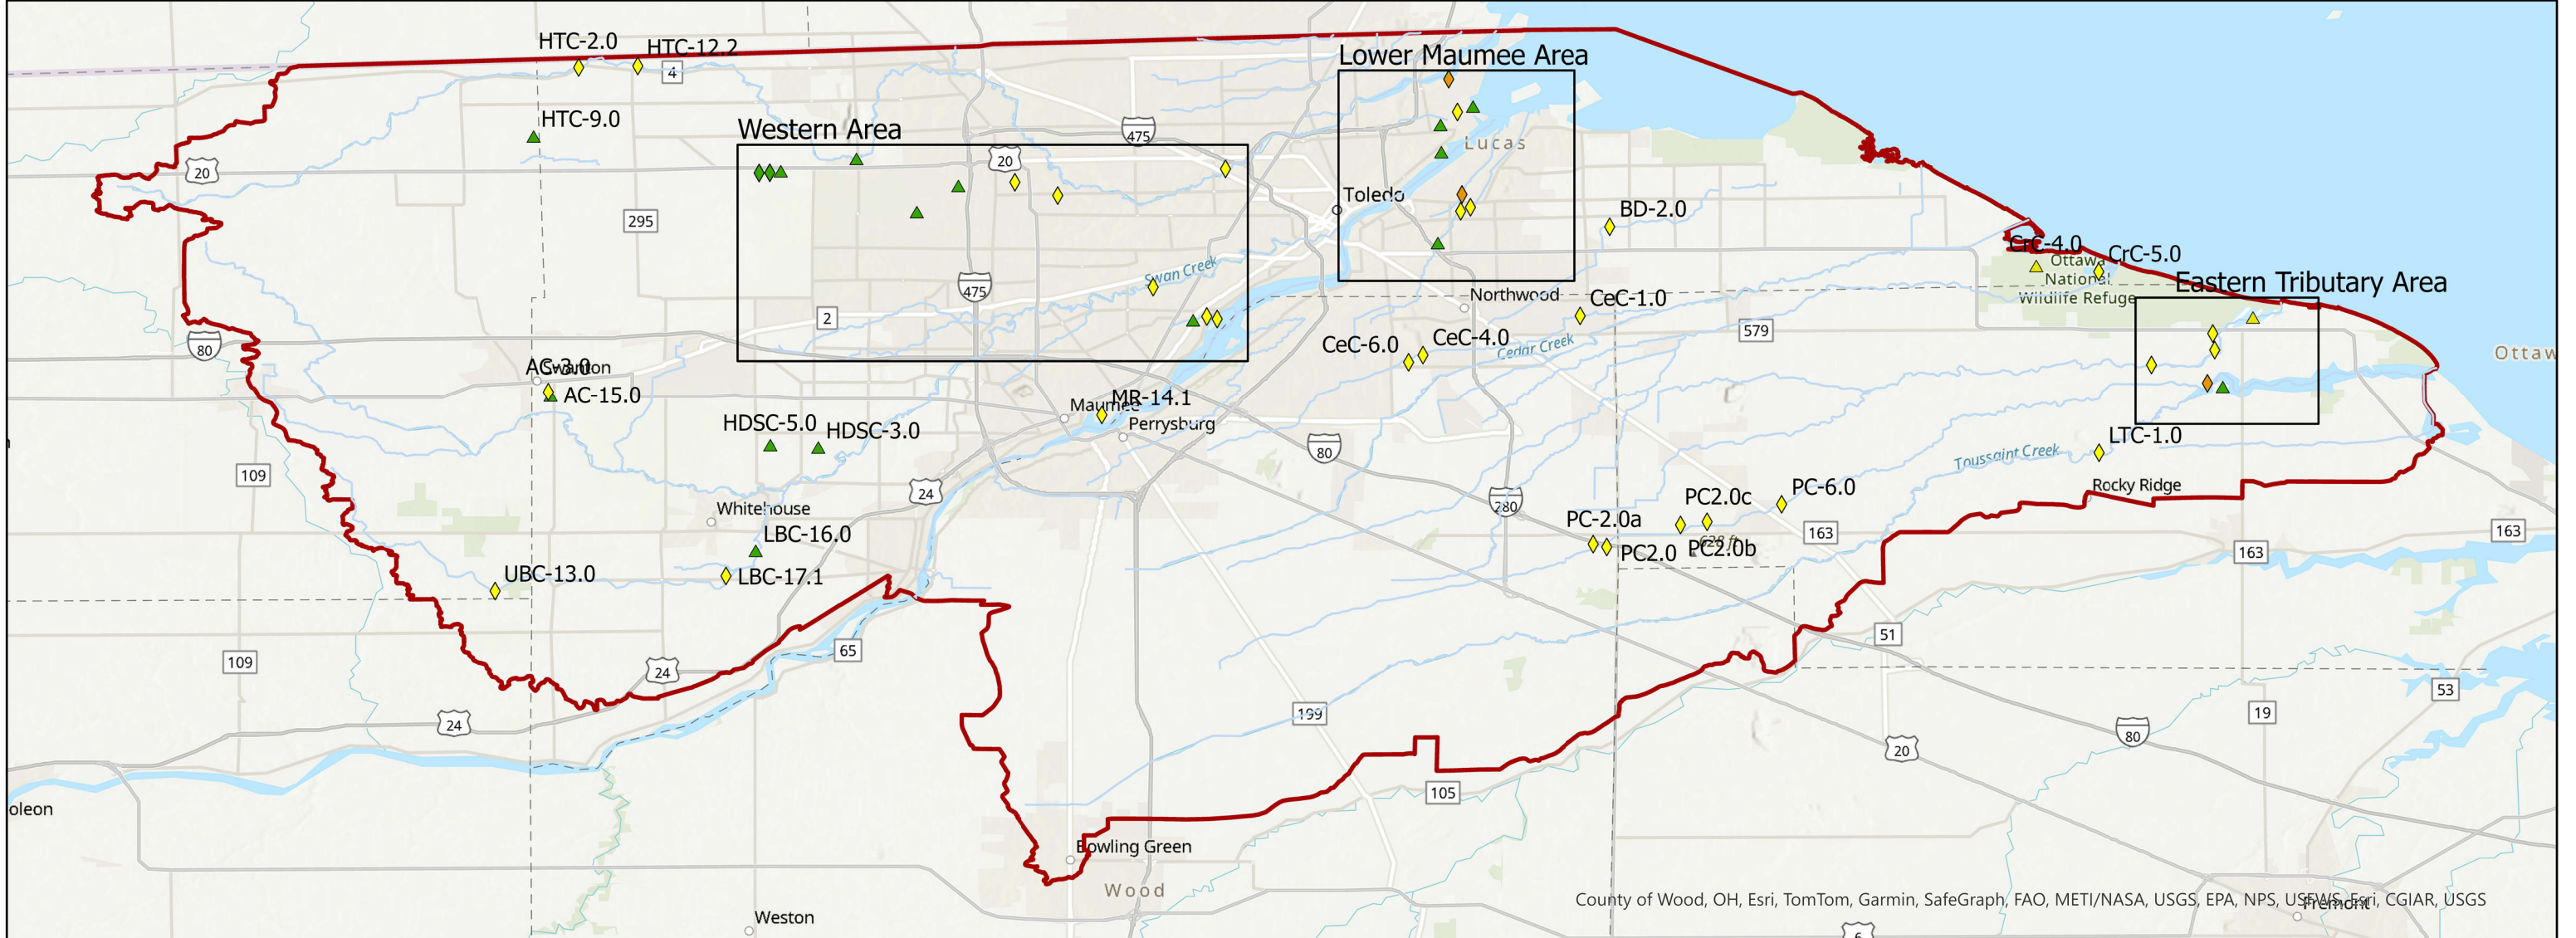 HTC-2.0
HTC-12.2
4
HTC-9.0
20
295
Western Area
475
20
Lower Maumee Area
Lucas
Toledo
BD-2.0
Swan Creek
475
2
80
CrC-4.0
CrC-5.0
Ottawa
National
Wildlife Refuge
Eastern Tributary Area
Northwood
CeC-1.0
579
CeC-6.0
CeC-4.0
Cedar Creek
Ottaw
AC-3.0
Swanton
AC-15.0
MR-14.1
Maumee
Perrysburg
HDSC-5.0
HDSC-3.0
80
LTC-1.0
Toussaint Creek
Rocky Ridge
109
24
280
PC-6.0
PC2.0c
PC-2.0a
PC2.0
PC2.0b
628 ft
163
163
163
Whitehouse
LBC-16.0
LBC-17.1
UBC-13.0
65
51
109
24
24
199
53
19
80
20
105
oleon
Bowling Green
Wood
Weston
County of Wood, OH, Esri, TomTom, Garmin, SafeGraph, FAO, METI/NASA, USGS, EPA, NPS, USFWS, Esri, CGIAR, USGS
Fremont
6